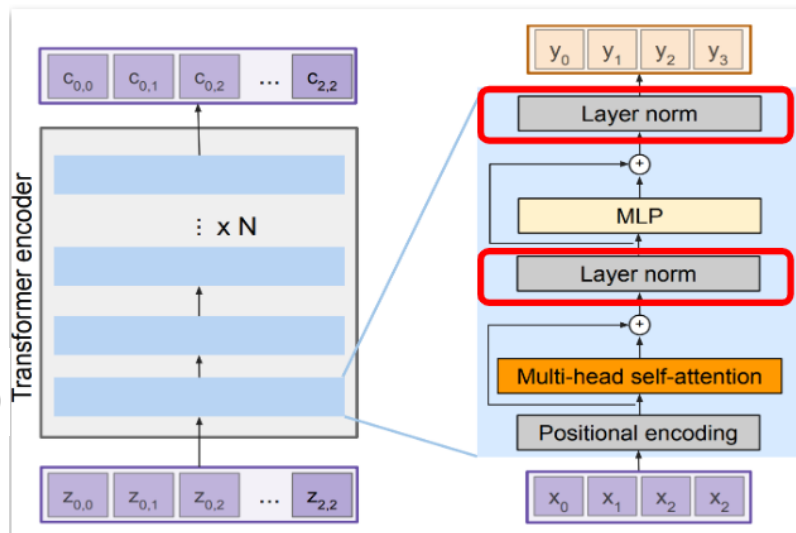 c0,0 c0,1 c0,2 ... c2,2
Transformer encoder
⋮ x N
z0,0 z0,1 z0,2 ... z2,2
y0 y1 y2 y3
Layer norm
+
MLP
Layer norm
+
Multi-head self-attention
Positional encoding
x0 x1 x2 x2